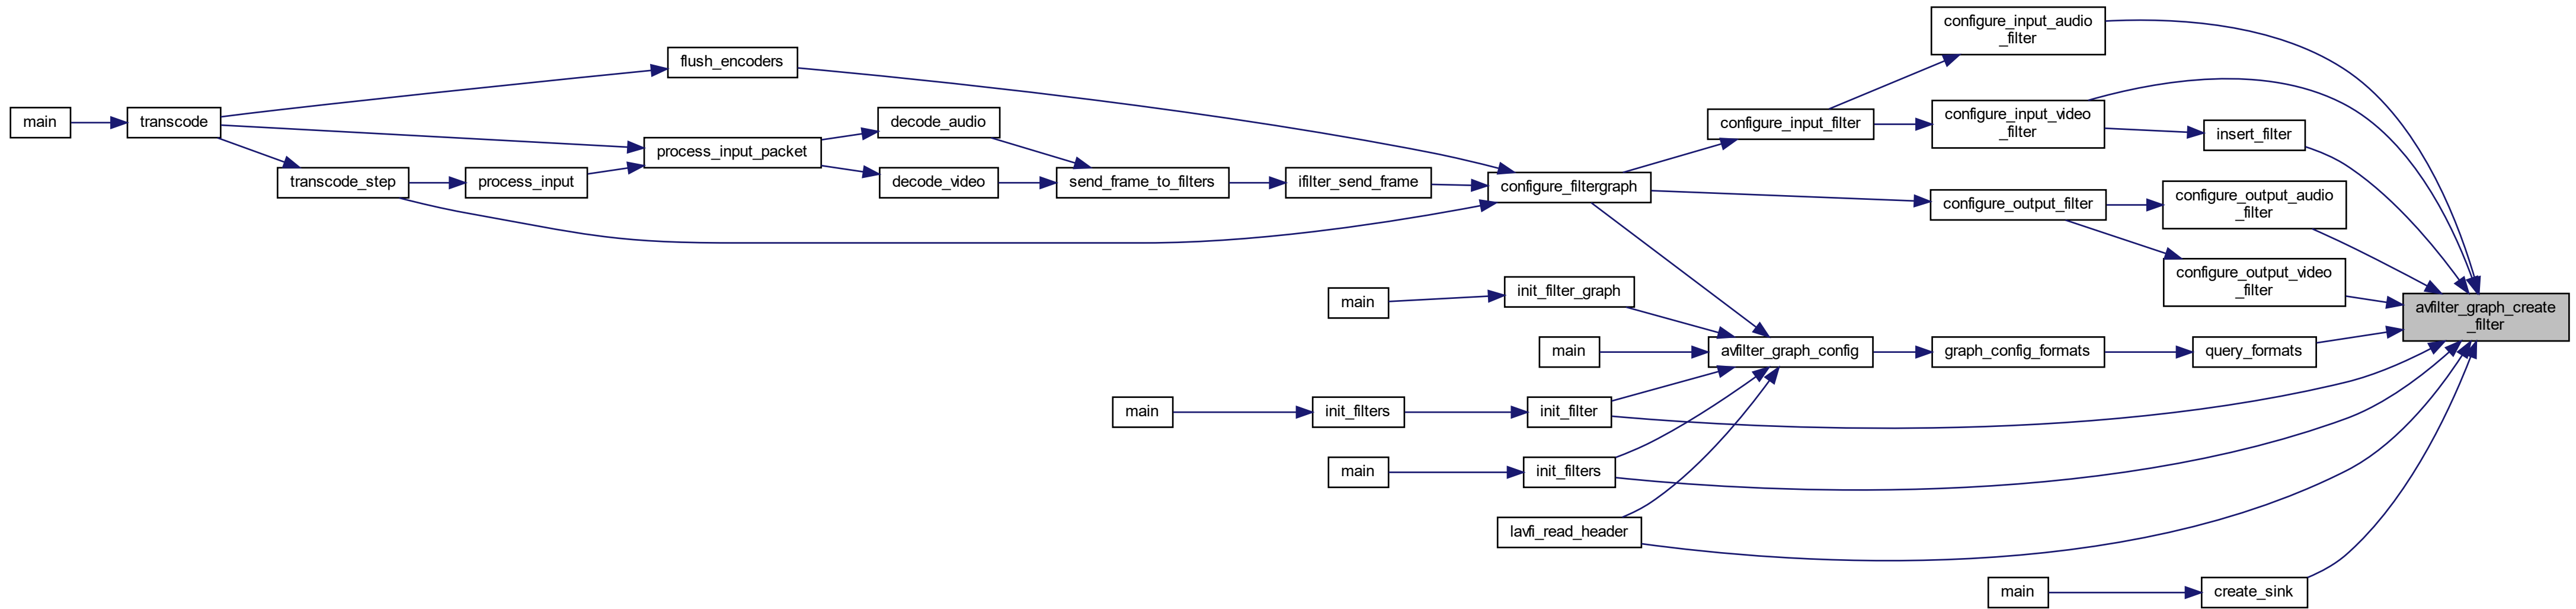 configure_input_audio
_filter
flush_encoders
main
transcode
decode_audio
configure_input_filter
configure_input_video
_filter
insert_filter
process_input_packet
transcode_step
process_input
decode_video
send_frame_to_filters
ifilter_send_frame
configure_filtergraph
configure_output_filter
configure_output_audio
_filter
configure_output_video
_filter
main
init_filter_graph
avfilter_graph_create
_filter
main
avfilter_graph_config
graph_config_formats
query_formats
main
init_filters
init_filter
main
init_filters
lavfi_read_header
main
create_sink